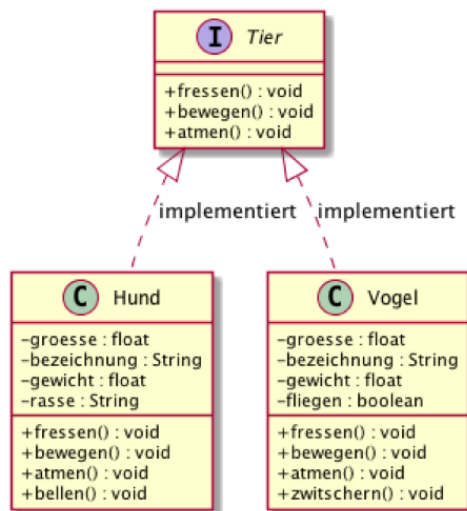 I Tier
+fressen() : void
+bewegen() : void
+atmen() : void
implementiert
implementiert
C Hund
-groesse : float
-bezeichnung : String
-gewicht : float
-rasse : String
+fressen() : void
+bewegen() : void
+atmen() : void
+bellen() : void
C Vogel
-groesse : float
-bezeichnung : String
-gewicht : float
-fliegen : boolean
+fressen() : void
+bewegen() : void
+atmen() : void
+zwitschern() : void